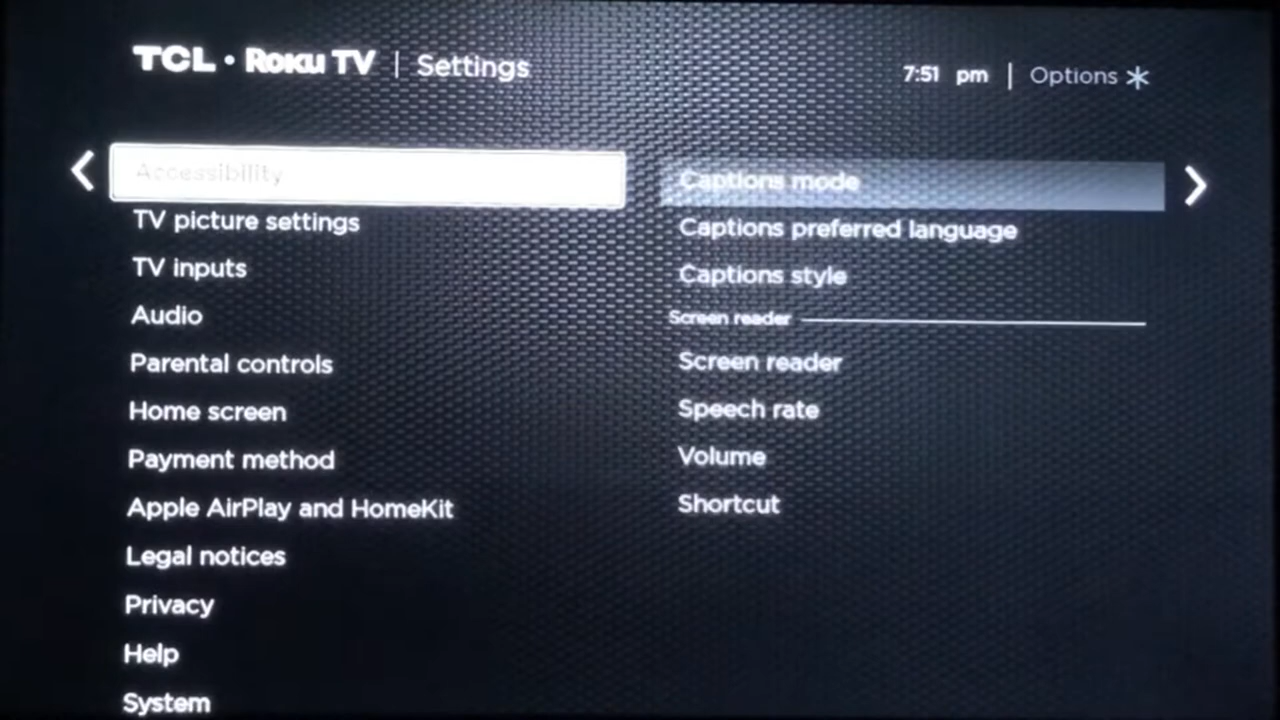 TCL • Roku TV | Settings
7:51 pm | Options
Accessibility
TV picture settings
TV inputs
Audio
Parental controls
Home screen
Payment method
Apple AirPlay and HomeKit
Legal notices
Privacy
Help
System
Captions mode
Captions preferred language
Captions style
Screen reader
Screen reader
Speech rate
Volume
Shortcut